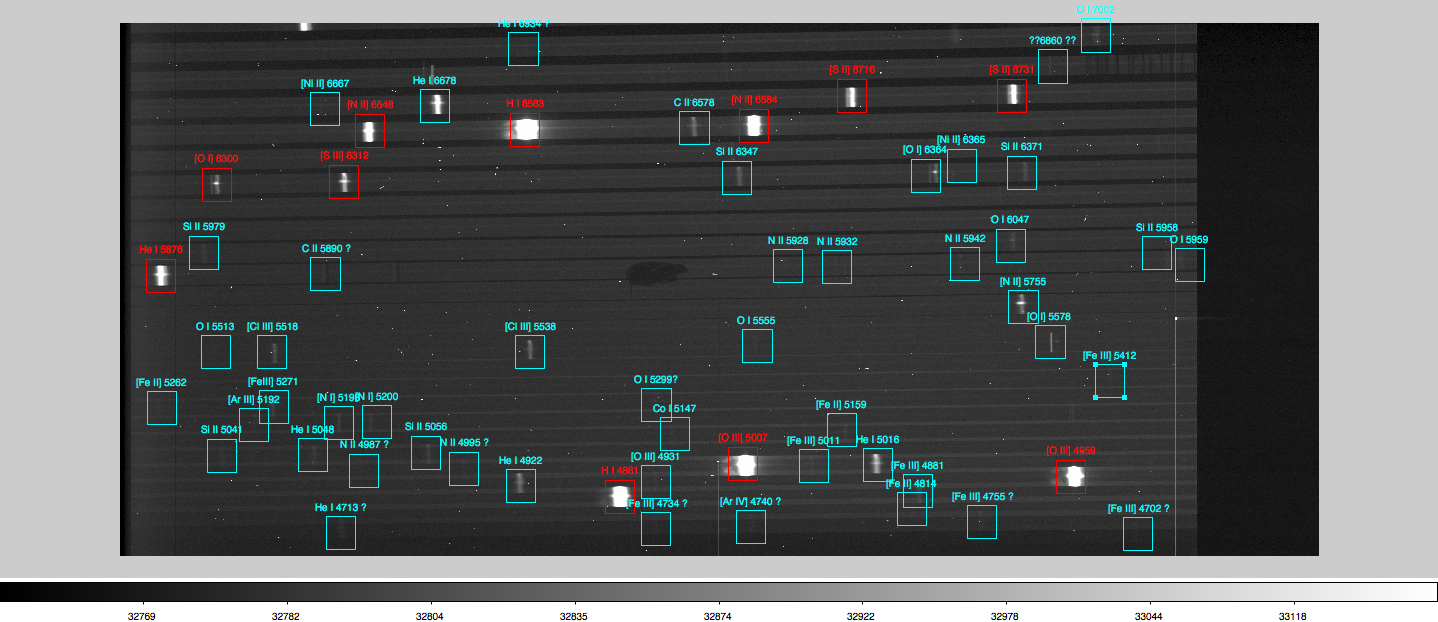 O I 7002
He I 6934 ?
??6860 ??
[S II] 6716
[S II] 6731
[Ni II] 6667
He I 6678
[N II] 6548
H I 6563
C II 6578
[N II] 6584
[O I] 6300
[S III] 6312
Si II 6347
[O I] 6364
[Ni II] 6365
Si II 6371
Si II 5979
He I 5876
C II 5890 ?
N II 5928
N II 5932
N II 5942
O I 6047
Si II 5958
O I 5959
[N II] 5755
[O I] 5578
O I 5513
[Cl III] 5518
[Cl III] 5538
O I 5555
[Fe III] 5412
[Fe II] 5262
[FeIII] 5271
O I 5299?
[Ar III] 5192
[N I] 5198
[N I] 5200
Co I 5147
[Fe II] 5159
Si II 5041
He I 5048
N II 4987 ?
Si II 5056
N II 4995 ?
[O III] 5007
[Fe III] 5011
He I 5016
[O III] 4959
He I 4922
H I 4861
[O III] 4931
[Fe III] 4881
[Fe II] 4814
He I 4713 ?
[Fe III] 4734 ?
[Ar IV] 4740 ?
[Fe III] 4755 ?
[Fe III] 4702 ?
32769
32782
32804
32835
32874
32922
32978
33044
33118